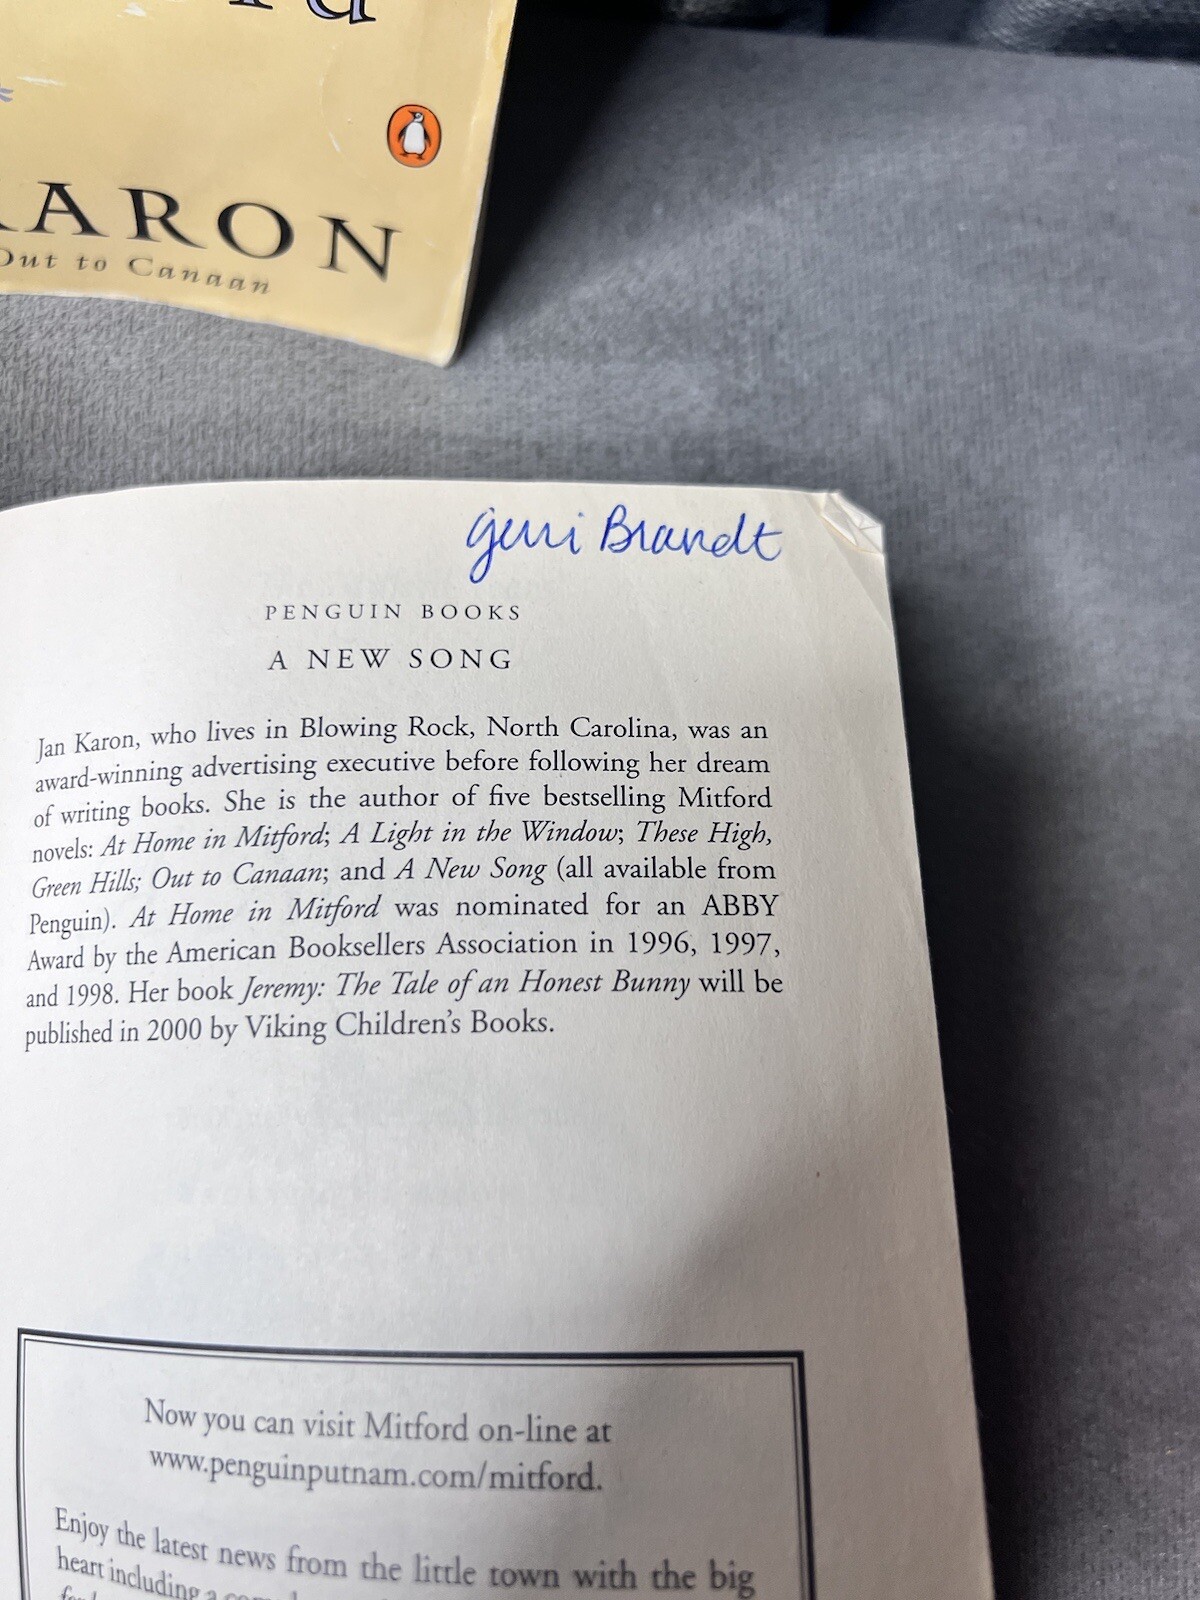 ARON
Out to Canaan
Gerri Brandt
PENGUIN BOOKS
A NEW SONG
Jan Karon, who lives in Blowing Rock, North Carolina, was an
award-winning advertising executive before following her dream
of writing books. She is the author of five bestselling Mitford
novels: At Home in Mitford; A Light in the Window; These High,
Green Hills; Out to Canaan; and A New Song (all available from
Penguin). At Home in Mitford was nominated for an ABBY
Award by the American Booksellers Association in 1996, 1997,
and 1998. Her book Jeremy: The Tale of an Honest Bunny will be
published in 2000 by Viking Children's Books.
Now you can visit Mitford on-line at
www.penguinputnam.com/mitford.
Enjoy the latest news from the little town with the big
heart including a